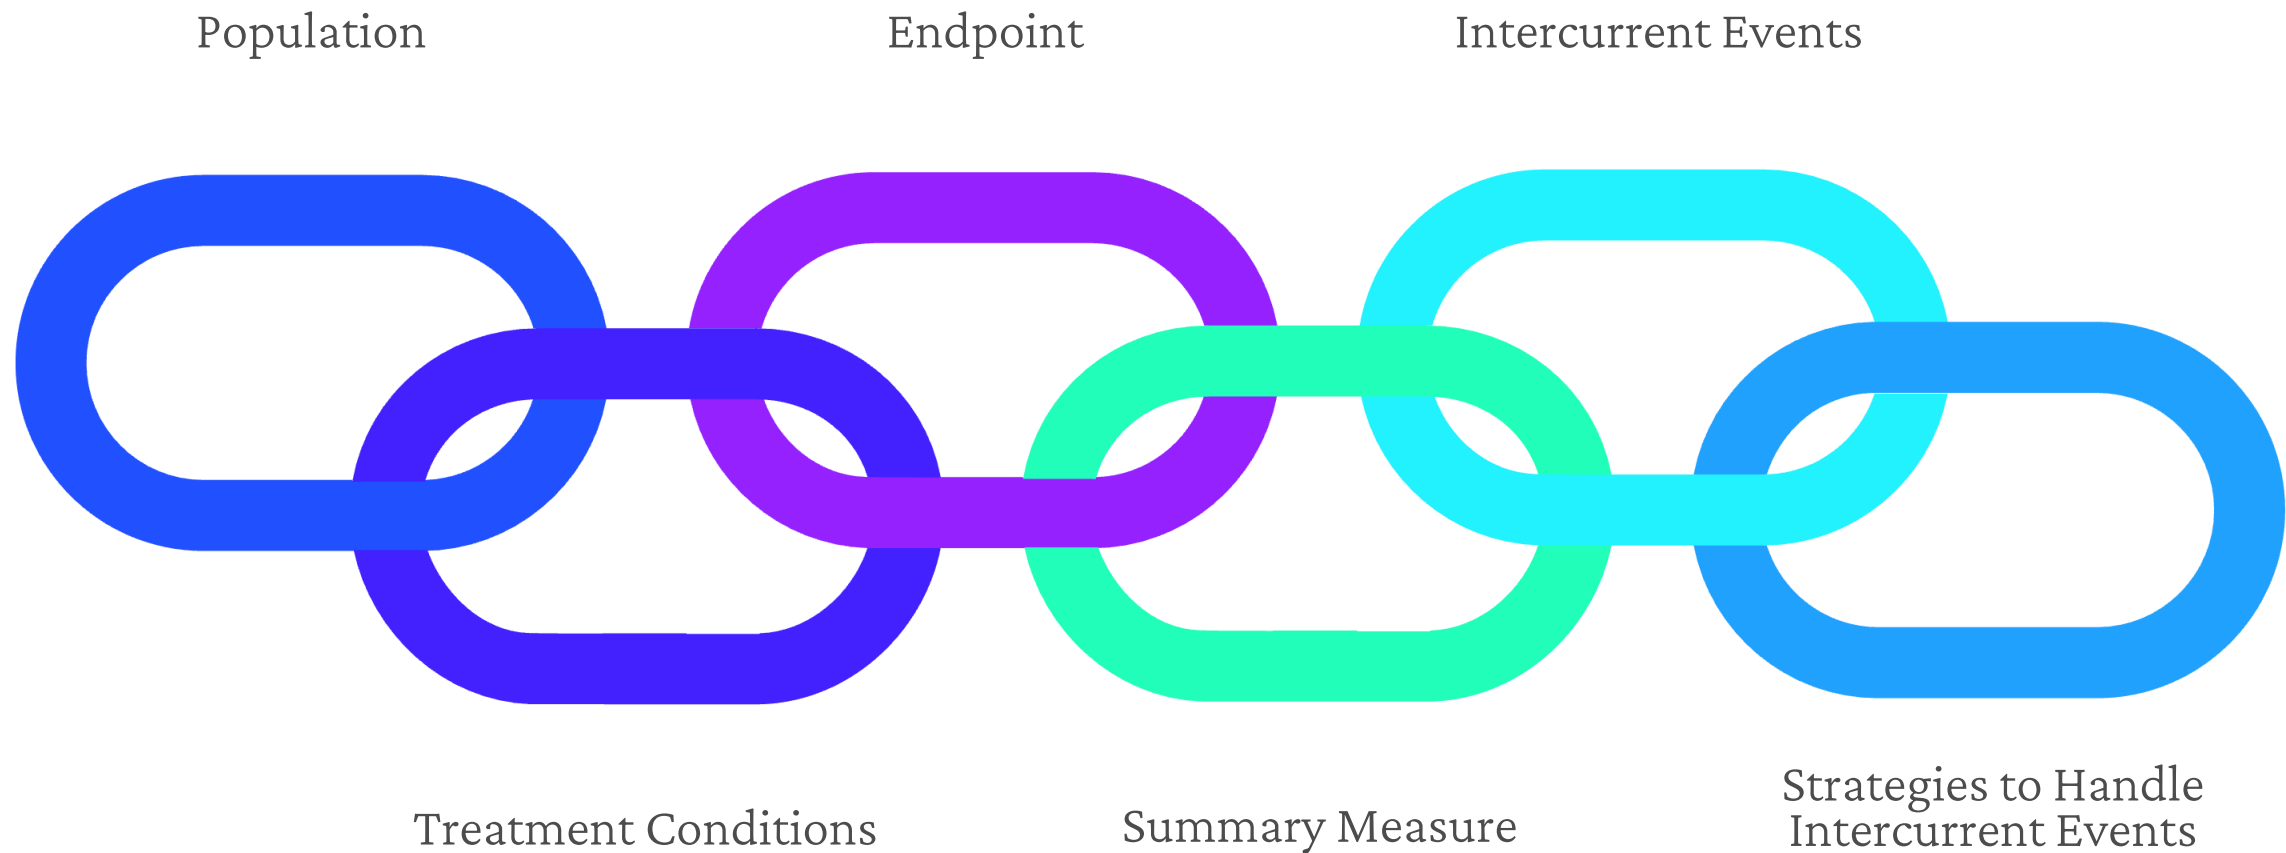 Population
Endpoint
Intercurrent Events
Treatment Conditions
Summary Measure
Strategies to Handle
Intercurrent Events